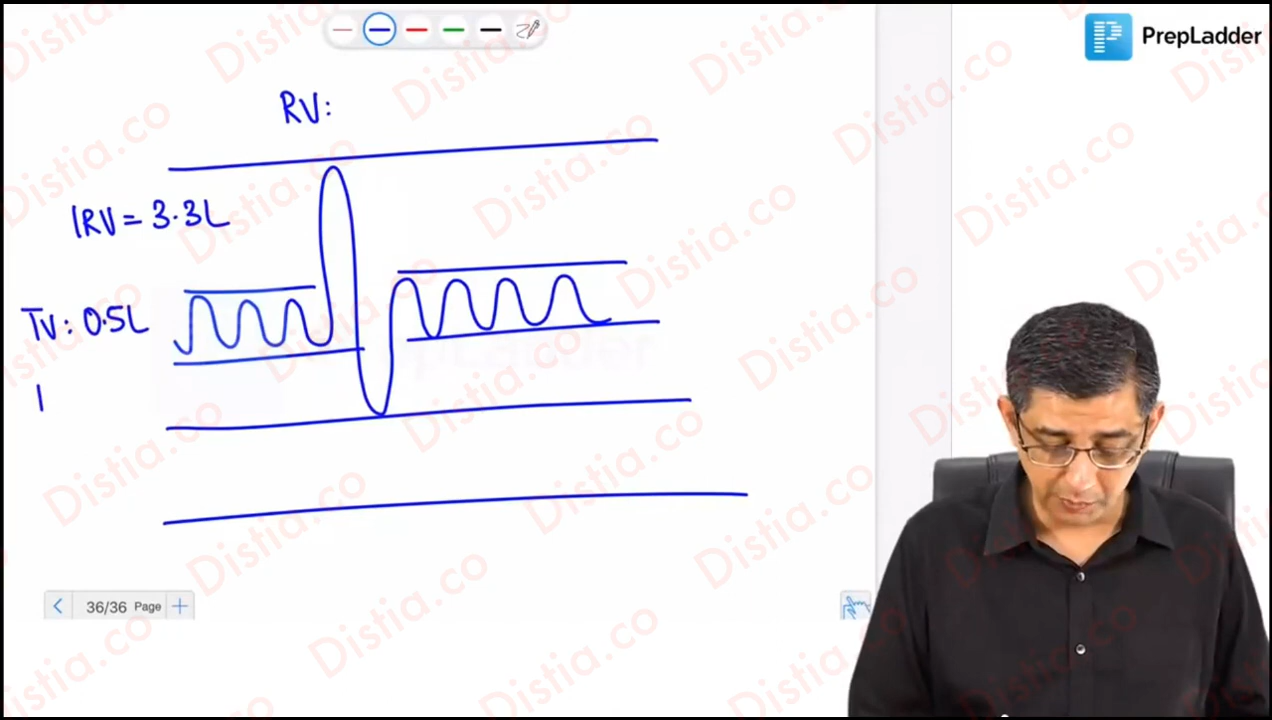 PrepLadder
RV:
IRV = 3.3L
TV: 0.5L
I
36/36 Page
Distia.co